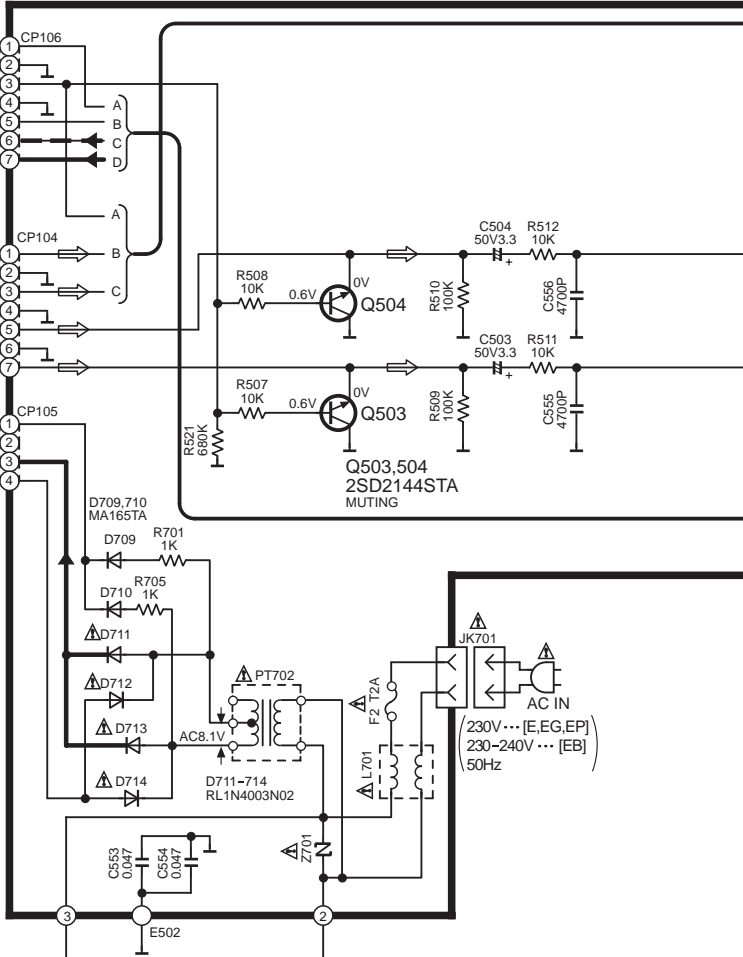 CP106
1
2
3
4
5
6
7
A
B
C
D
A
B
C
CP104
1
2
3
4
5
6
7
C504
50V3.3
+
R512
10K
R508
10K
0.6V
0V
Q504
R510
100K
C556
4700P
C503
50V3.3
+
R511
10K
R507
10K
0.6V
0V
Q503
R509
100K
C555
4700P
R521
680K
Q503,504
2SD2144STA
MUTING
CP105
1
2
3
4
D709,710
MA165TA
D709
R701
1K
D710
R705
1K
D711
D712
D713
D714
AC8.1V
PT702
D711-714
RL1N4003N02
F2 T2A
L701
Z701
JK701
AC IN
230V ··· [E,EG,EP]
230-240V ··· [EB]
50Hz
C553
0.047
C554
0.047
3
E502
2